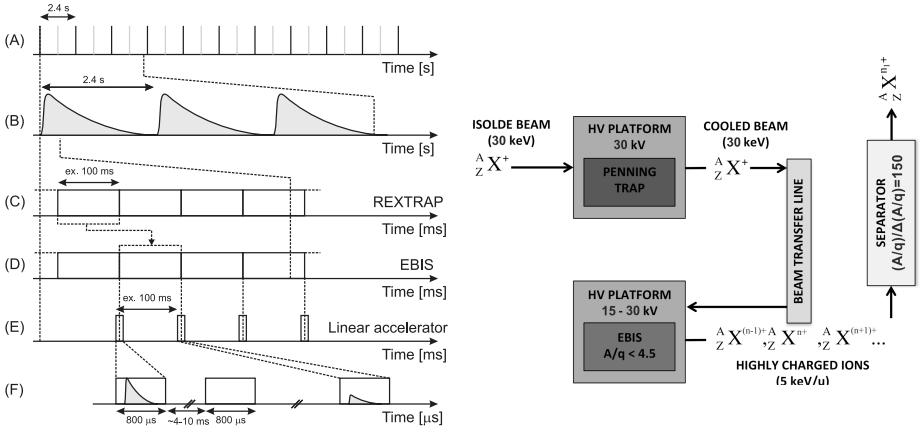 (A)
2.4 s
Time [s]
(B)
2.4 s
Time [s]
(C)
ex. 100 ms
REXTRAP
Time [ms]
(D)
EBIS
Time [ms]
(E)
ex. 100 ms
Linear accelerator
Time [ms]
(F)
800 μs
~4-10 ms
800 μs
Time [μs]
ISOLDE BEAM
(30 keV)
A Z X+
HV PLATFORM
30 kV
PENNING
TRAP
COOLED BEAM
(30 keV)
A Z X+
BEAM TRANSFER LINE
HV PLATFORM
15 - 30 kV
EBIS
A/q < 4.5
A Z X(n-1)+, A Z Xn+, A Z X(n+1)+...
HIGHLY CHARGED IONS
(5 keV/u)
SEPARATOR
(A/q)/Δ(A/q)=150
A Z Xn1+